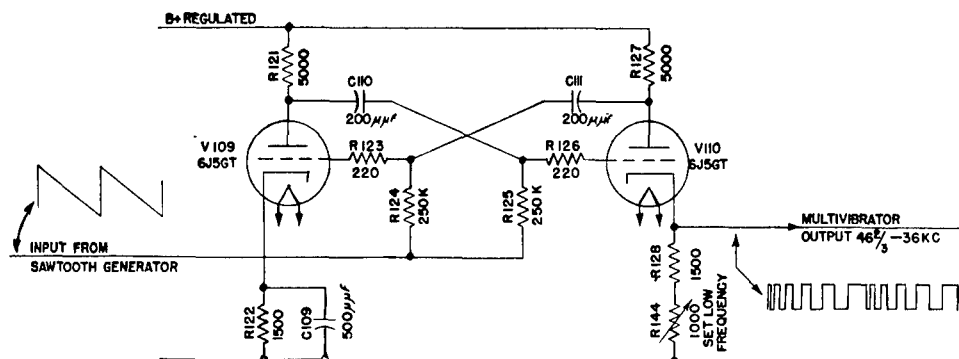 B+ REGULATED
R121
5000
R127
5000
C110
200µµf
C111
200µµf
V109
6J5GT
R123
220
R126
220
V110
6J5GT
R124
250K
R125
250K
INPUT FROM
SAWTOOTH GENERATOR
MULTIVIBRATOR
OUTPUT 46 2/3 -36KC
R128
1500
R122
1500
C109
500µµf
R144
1000
SET LOW
FREQUENCY